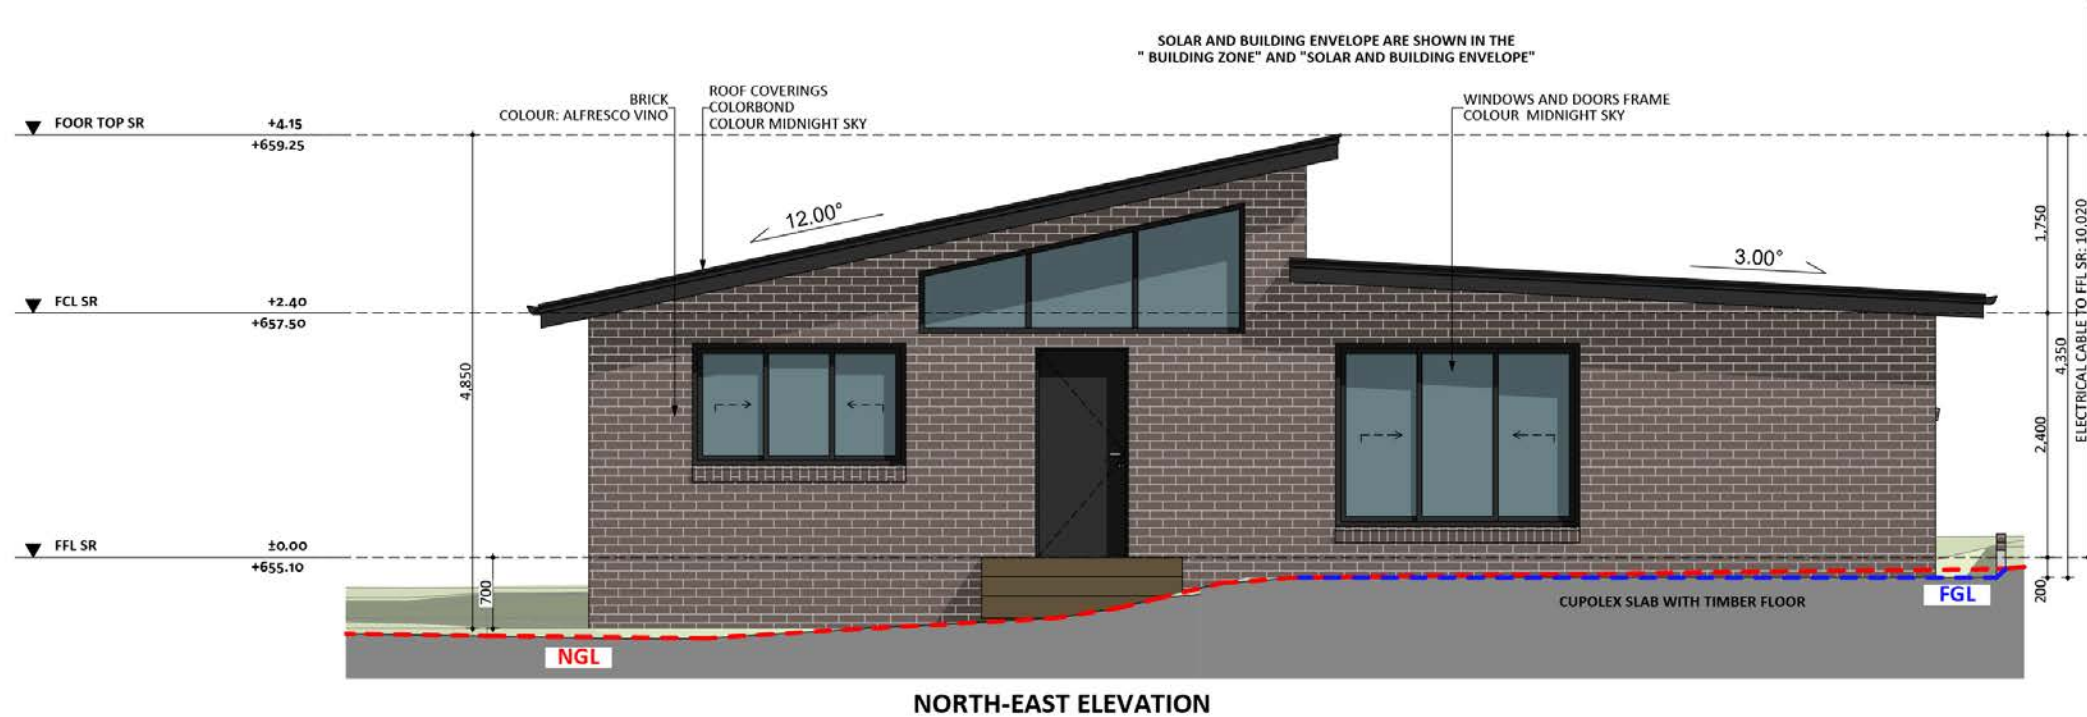 SOLAR AND BUILDING ENVELOPE ARE SHOWN IN THE
" BUILDING ZONE" AND "SOLAR AND BUILDING ENVELOPE"
BRICK
COLOUR: ALFRESCO VINO
ROOF COVERINGS
COLORBOND
COLOUR MIDNIGHT SKY
WINDOWS AND DOORS FRAME
COLOUR MIDNIGHT SKY
FOOR TOP SR +4.15
+659.25
12.00°
3.00°
1,750
FCL SR +2.40
+657.50
4,850
2,400
4,350
ELECTRICAL CABLE TO FFL SR: 10.020
FFL SR ±0.00
+655.10
700
200
CUPOLEX SLAB WITH TIMBER FLOOR
FGL
NGL
NORTH-EAST ELEVATION